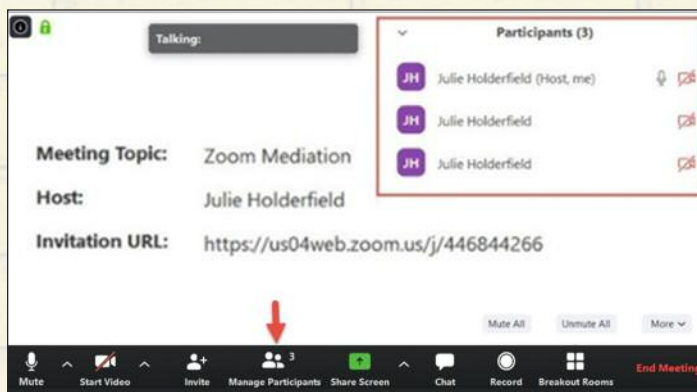 Talking:
Participants (3)
JH Julie Holderfield (Host, me)
JH Julie Holderfield
JH Julie Holderfield
Meeting Topic: Zoom Mediation
Host: Julie Holderfield
Invitation URL: https://us04web.zoom.us/j/446844266
Mute All Unmute All More
3
Mute Start Video Invite Manage Participants Share Screen Chat Record Breakout Rooms End Meeting